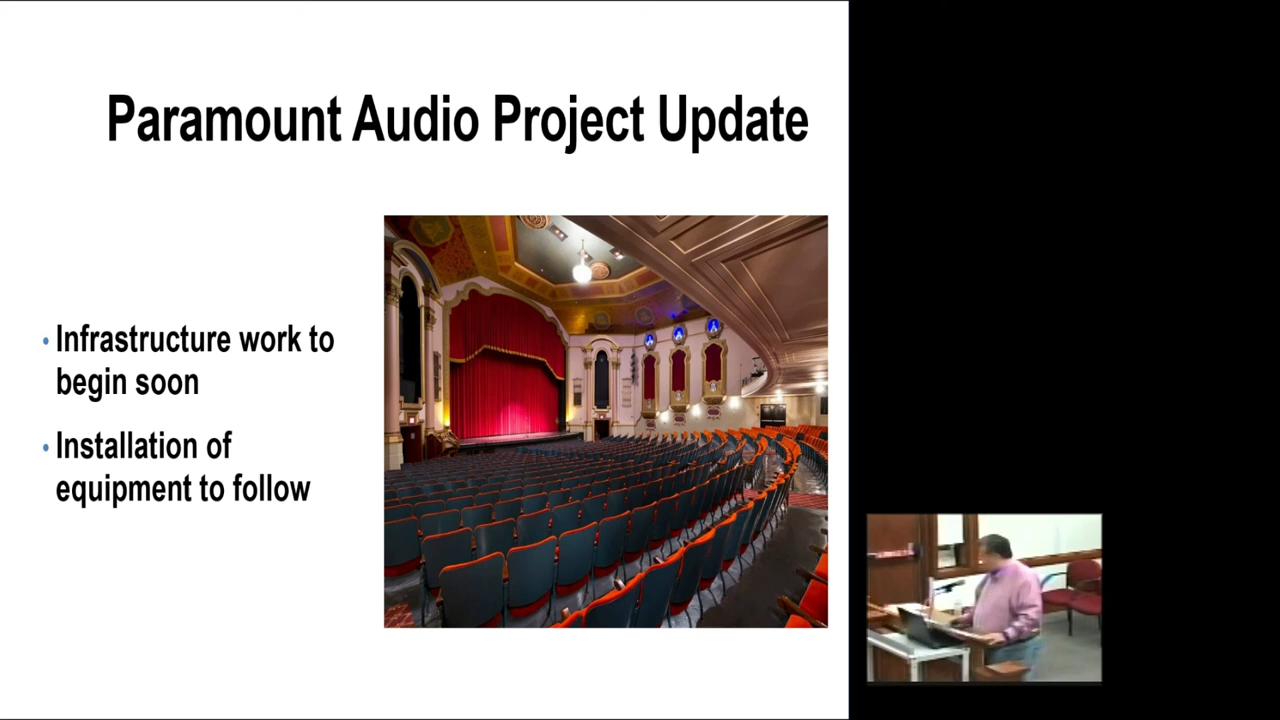 Paramount Audio Project Update
• Infrastructure work to
begin soon
• Installation of
equipment to follow